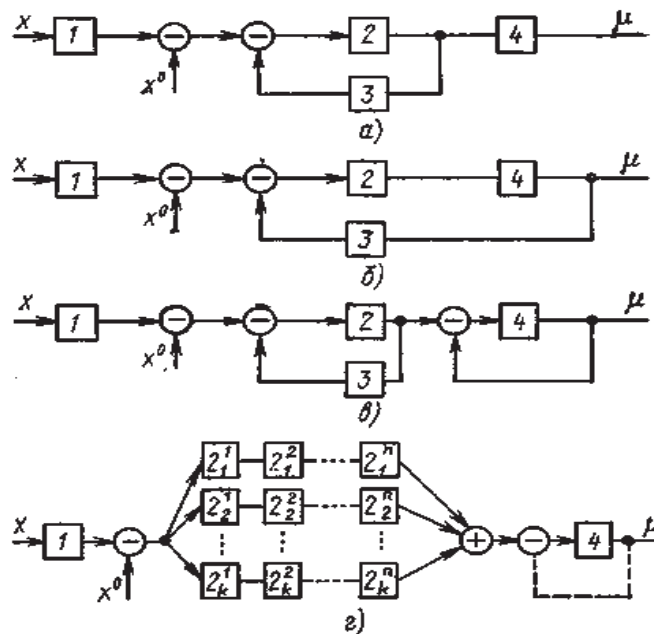 x 1 − − 2 4 μ
x⁰ 3
а)
x 1 − − 2 4 μ
x⁰ 3
б)
x 1 − − 2 − 4 μ
x⁰ 3
в)
2₁¹ 2₁² 2₁ⁿ
x 1 − 2₂¹ 2₂² 2₂ⁿ + − 4 μ
x⁰ 2ₖ¹ 2ₖ² 2ₖⁿ
г)